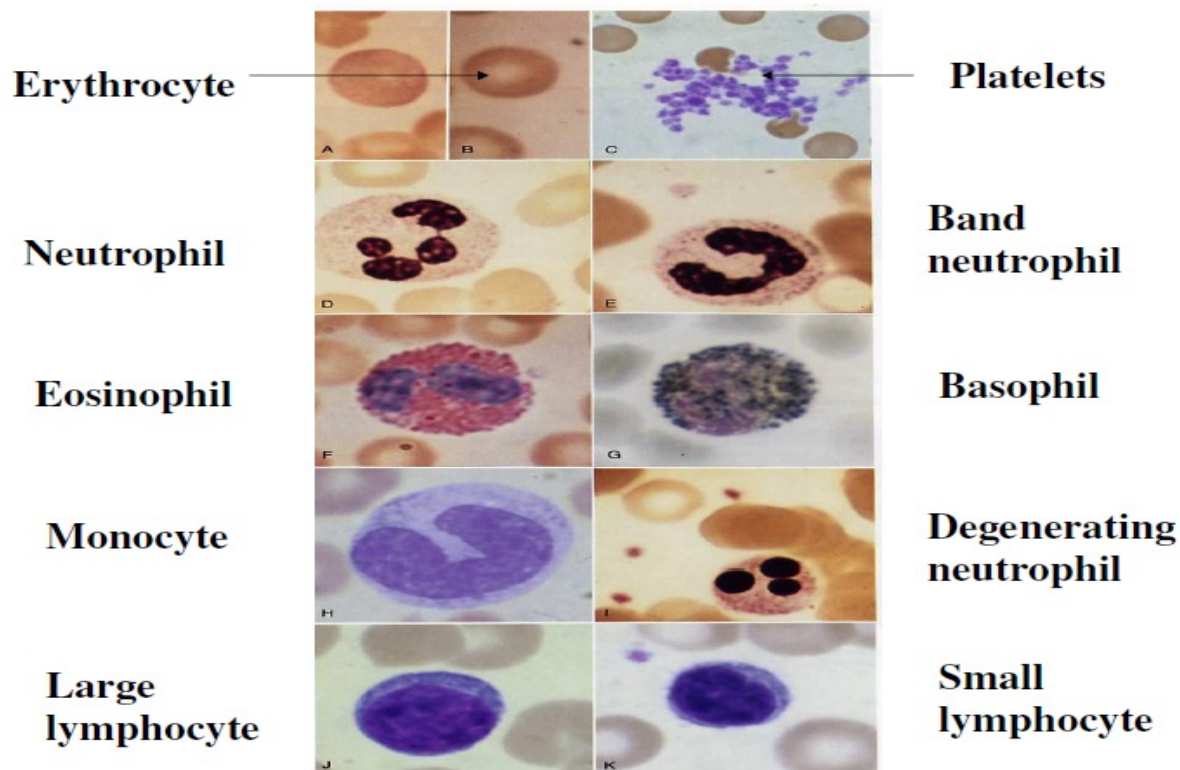 Erythrocyte
Platelets
A
B
C
Neutrophil
Band
neutrophil
D
E
Eosinophil
Basophil
F
G
Monocyte
Degenerating
neutrophil
H
I
Large
lymphocyte
Small
lymphocyte
J
K